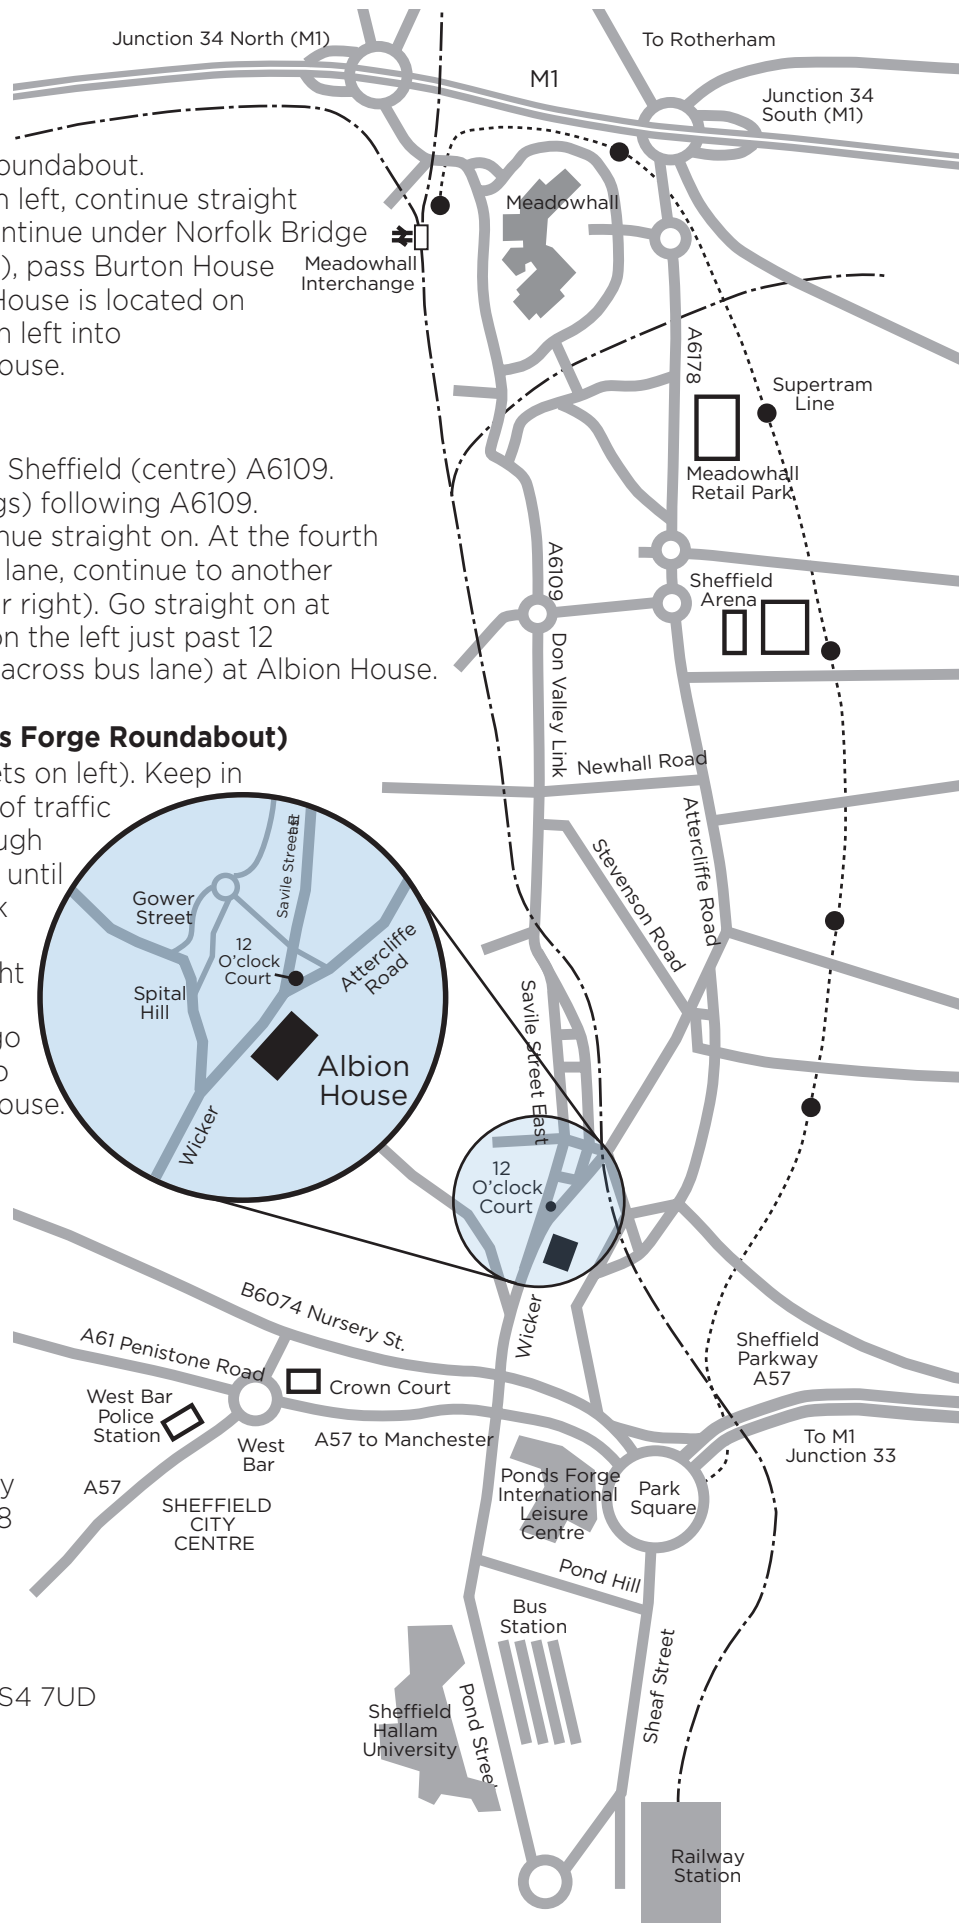 Junction 34 North (M1)
To Rotherham
M1
Junction 34
South (M1)
oundabout.
n left, continue straight
ntinue under Norfolk Bridge
), pass Burton House
House is located on
n left into
ouse.
Meadowhall
Meadowhall
Interchange
A6178
Supertram
Line
Meadowhall
Retail Park
Sheffield (centre) A6109.
gs) following A6109.
nue straight on. At the fourth
lane, continue to another
r right). Go straight on at
on the left just past 12
across bus lane) at Albion House.
A6109
Don Valley Link
Sheffield
Arena
s Forge Roundabout)
ets on left). Keep in
of traffic
ugh
until
k
ht
go
o
ouse.
Newhall Road
Attercliffe Road
Stevenson Road
Savile Street East
Gower
Street
Savile Street
12
O'clock
Court
Attercliffe
Road
Spital
Hill
Albion
House
Wicker
12
O'clock
Court
Wicker
B6074 Nursery St.
A61 Penistone Road
Crown Court
West Bar
Police
Station
West
Bar
A57 to Manchester
A57
SHEFFIELD
CITY
CENTRE
Sheffield
Parkway
A57
To M1
Junction 33
Ponds Forge
International
Leisure
Centre
Park
Square
y
8
Pond Hill
Bus
Station
Sheaf Street
Pond Street
Sheffield
Hallam
University
S4 7UD
Railway
Station